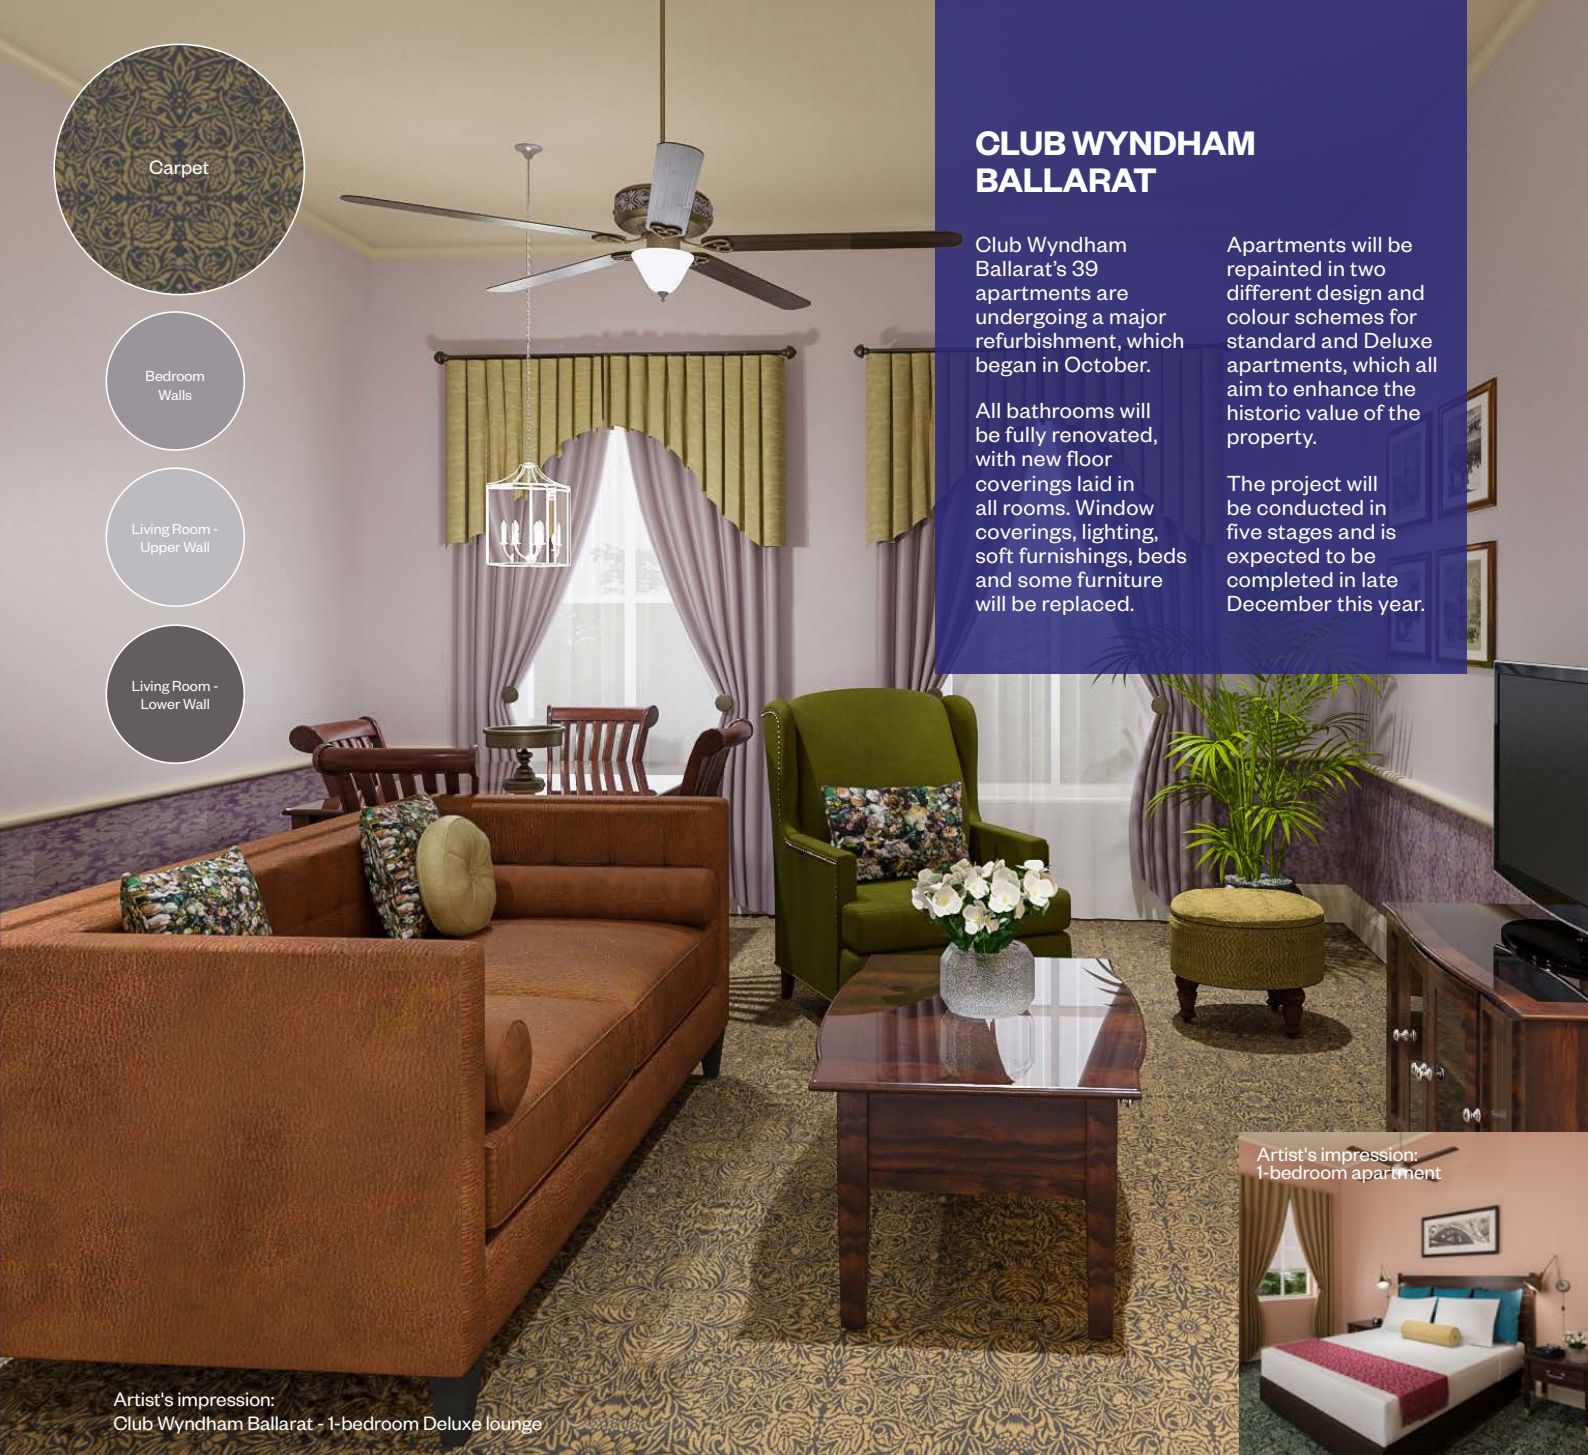 Carpet
Bedroom
Walls
Living Room -
Upper Wall
Living Room -
Lower Wall
CLUB WYNDHAM
BALLARAT
Club Wyndham
Ballarat’s 39
apartments are
undergoing a major
refurbishment, which
began in October.
All bathrooms will
be fully renovated,
with new floor
coverings laid in
all rooms. Window
coverings, lighting,
soft furnishings, beds
and some furniture
will be replaced.
Apartments will be
repainted in two
different design and
colour schemes for
standard and Deluxe
apartments, which all
aim to enhance the
historic value of the
property.
The project will
be conducted in
five stages and is
expected to be
completed in late
December this year.
Artist's impression:
1-bedroom apartment
Artist's impression:
Club Wyndham Ballarat - 1-bedroom Deluxe lounge